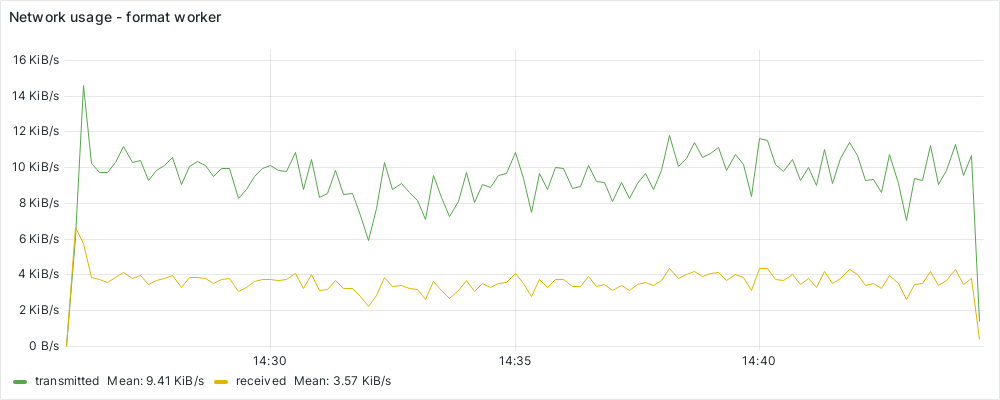 Network usage - format worker
16 KiB/s
14 KiB/s
12 KiB/s
10 KiB/s
8 KiB/s
6 KiB/s
4 KiB/s
2 KiB/s
0 B/s
14:30 14:35 14:40
transmitted Mean: 9.41 KiB/s received Mean: 3.57 KiB/s